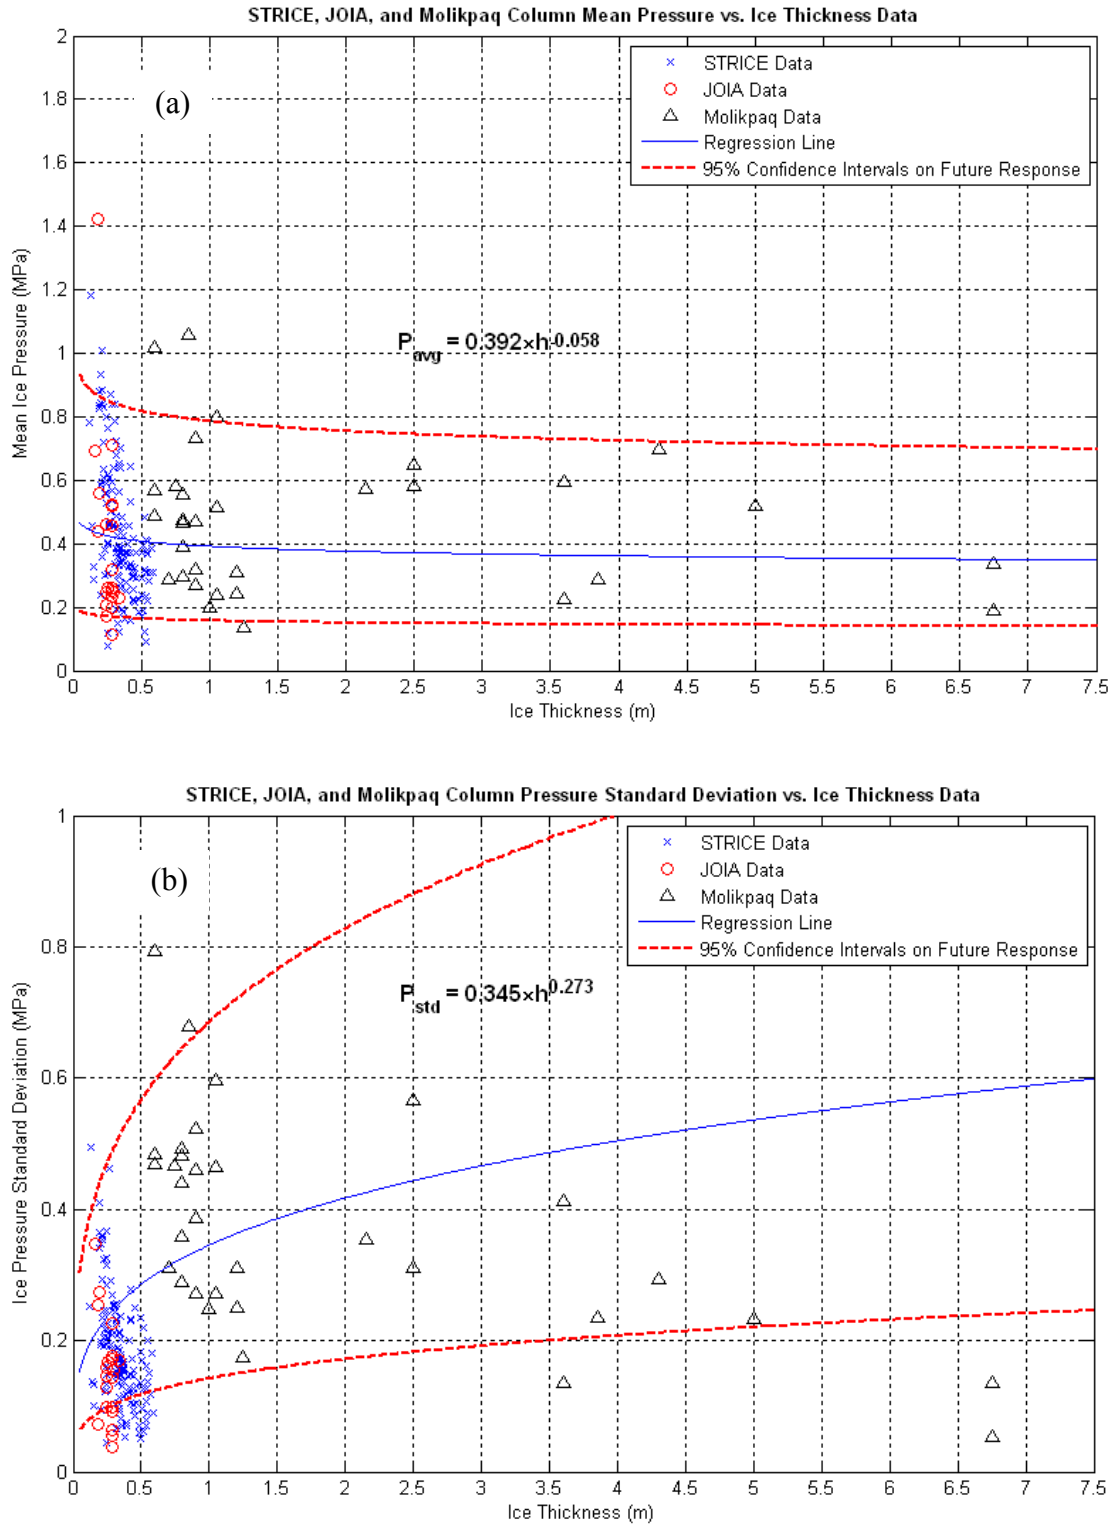 STRICE, JOIA, and Molikpaq Column Mean Pressure vs. Ice Thickness Data
2
1.8
1.6
1.4
1.2
1
0.8
0.6
0.4
0.2
0
Mean Ice Pressure (MPa)
(a)
STRICE Data
JOIA Data
Molikpaq Data
Regression Line
95% Confidence Intervals on Future Response
P_avg = 0.392×h^-0.058
0 0.5 1 1.5 2 2.5 3 3.5 4 4.5 5 5.5 6 6.5 7 7.5
Ice Thickness (m)
STRICE, JOIA, and Molikpaq Column Pressure Standard Deviation vs. Ice Thickness Data
1
0.8
0.6
0.4
0.2
0
Ice Pressure Standard Deviation (MPa)
(b)
STRICE Data
JOIA Data
Molikpaq Data
Regression Line
95% Confidence Intervals on Future Response
P_std = 0.345×h^0.273
0 0.5 1 1.5 2 2.5 3 3.5 4 4.5 5 5.5 6 6.5 7 7.5
Ice Thickness (m)